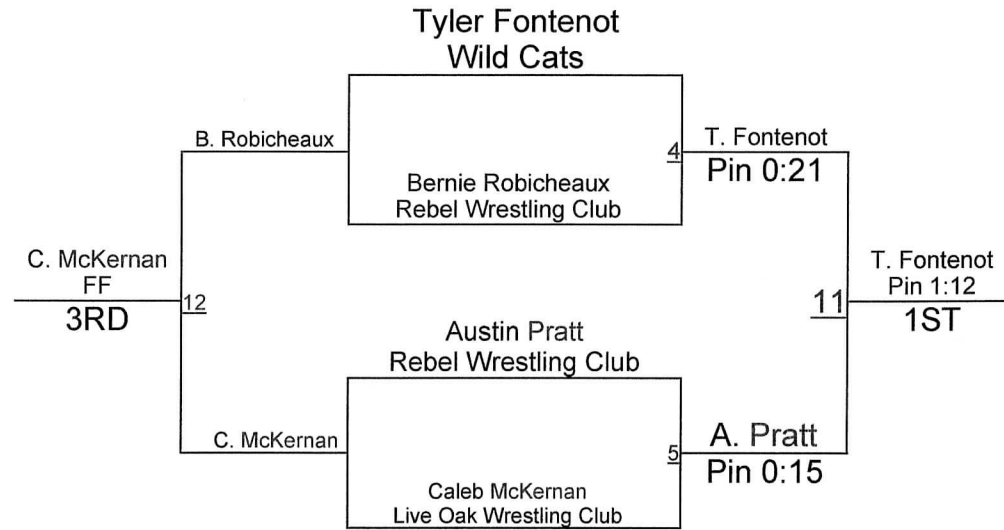 Tyler Fontenot
Wild Cats
B. Robicheaux
4
T. Fontenot
Pin 0:21
Bernie Robicheaux
Rebel Wrestling Club
C. McKernan
FF
3RD
12
11
T. Fontenot
Pin 1:12
1ST
Austin Pratt
Rebel Wrestling Club
C. McKernan
5
A. Pratt
Pin 0:15
Caleb McKernan
Live Oak Wrestling Club